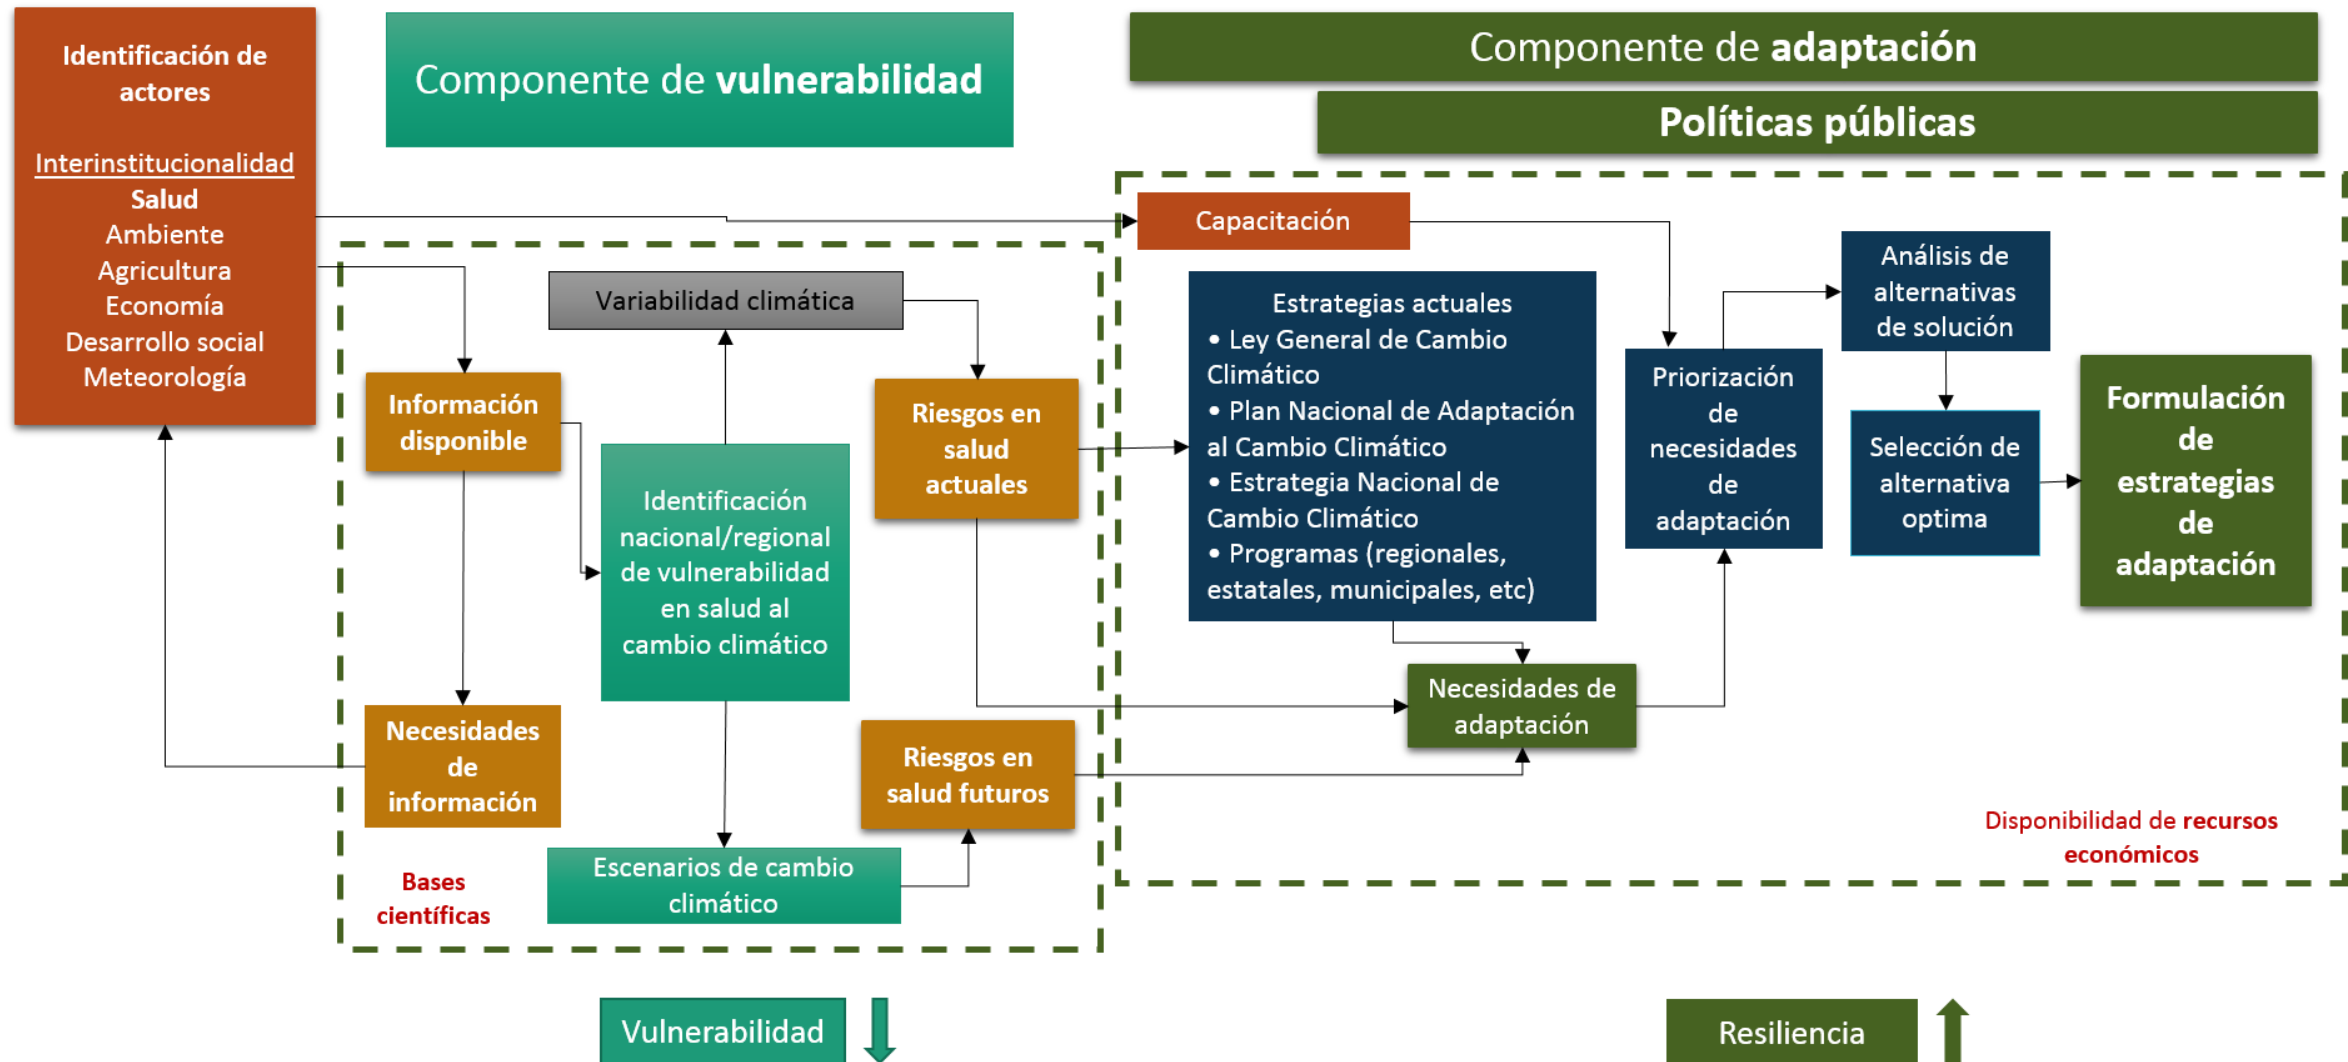 Identificación de
actores
Interinstitucionalidad
Salud
Ambiente
Agricultura
Economía
Desarrollo social
Meteorología
Componente de vulnerabilidad
Componente de adaptación
Políticas públicas
Variabilidad climática
Información
disponible
Identificación
nacional/regional
de vulnerabilidad
en salud al
cambio climático
Riesgos en
salud
actuales
Necesidades
de
información
Riesgos en
salud futuros
Escenarios de cambio
climático
Bases
científicas
Capacitación
Estrategias actuales
• Ley General de Cambio
Climático
• Plan Nacional de Adaptación
al Cambio Climático
• Estrategia Nacional de
Cambio Climático
• Programas (regionales,
estatales, municipales, etc)
Necesidades de
adaptación
Priorización
de
necesidades
de
adaptación
Análisis de
alternativas
de solución
Selección de
alternativa
optima
Formulación
de
estrategias
de
adaptación
Disponibilidad de recursos
económicos
Vulnerabilidad
Resiliencia